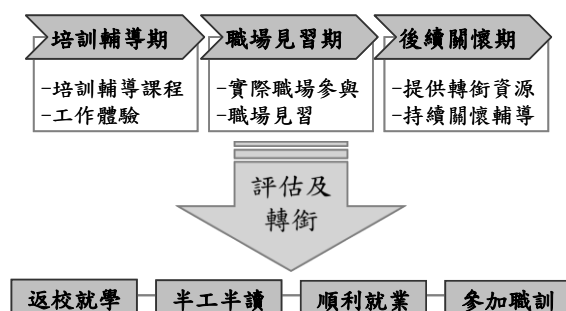 培訓輔導期
職場見習期
後續關懷期
-培訓輔導課程
-工作體驗
-實際職場參與
-職場見習
-提供轉銜資源
-持續關懷輔導
評估及
轉銜
返校就學
半工半讀
順利就業
參加職訓